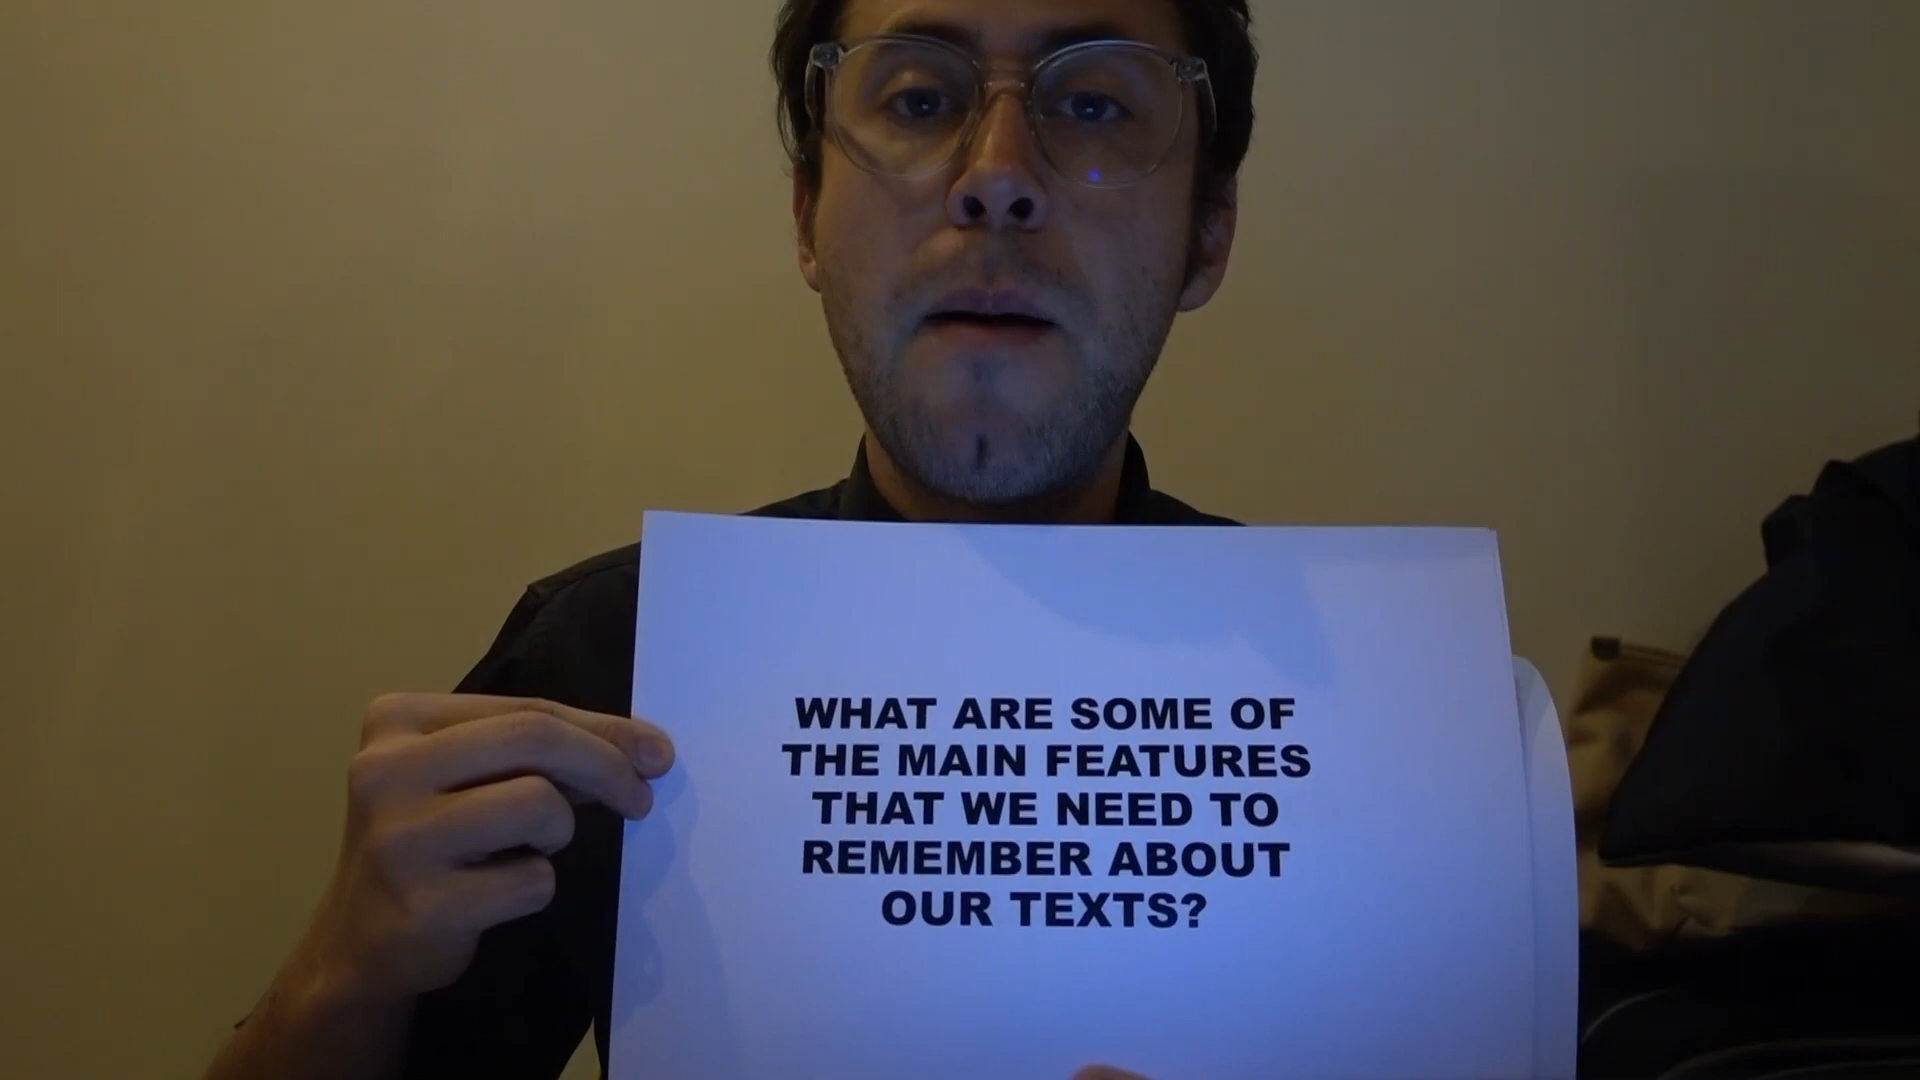 WHAT ARE SOME OF
THE MAIN FEATURES
THAT WE NEED TO
REMEMBER ABOUT
OUR TEXTS?